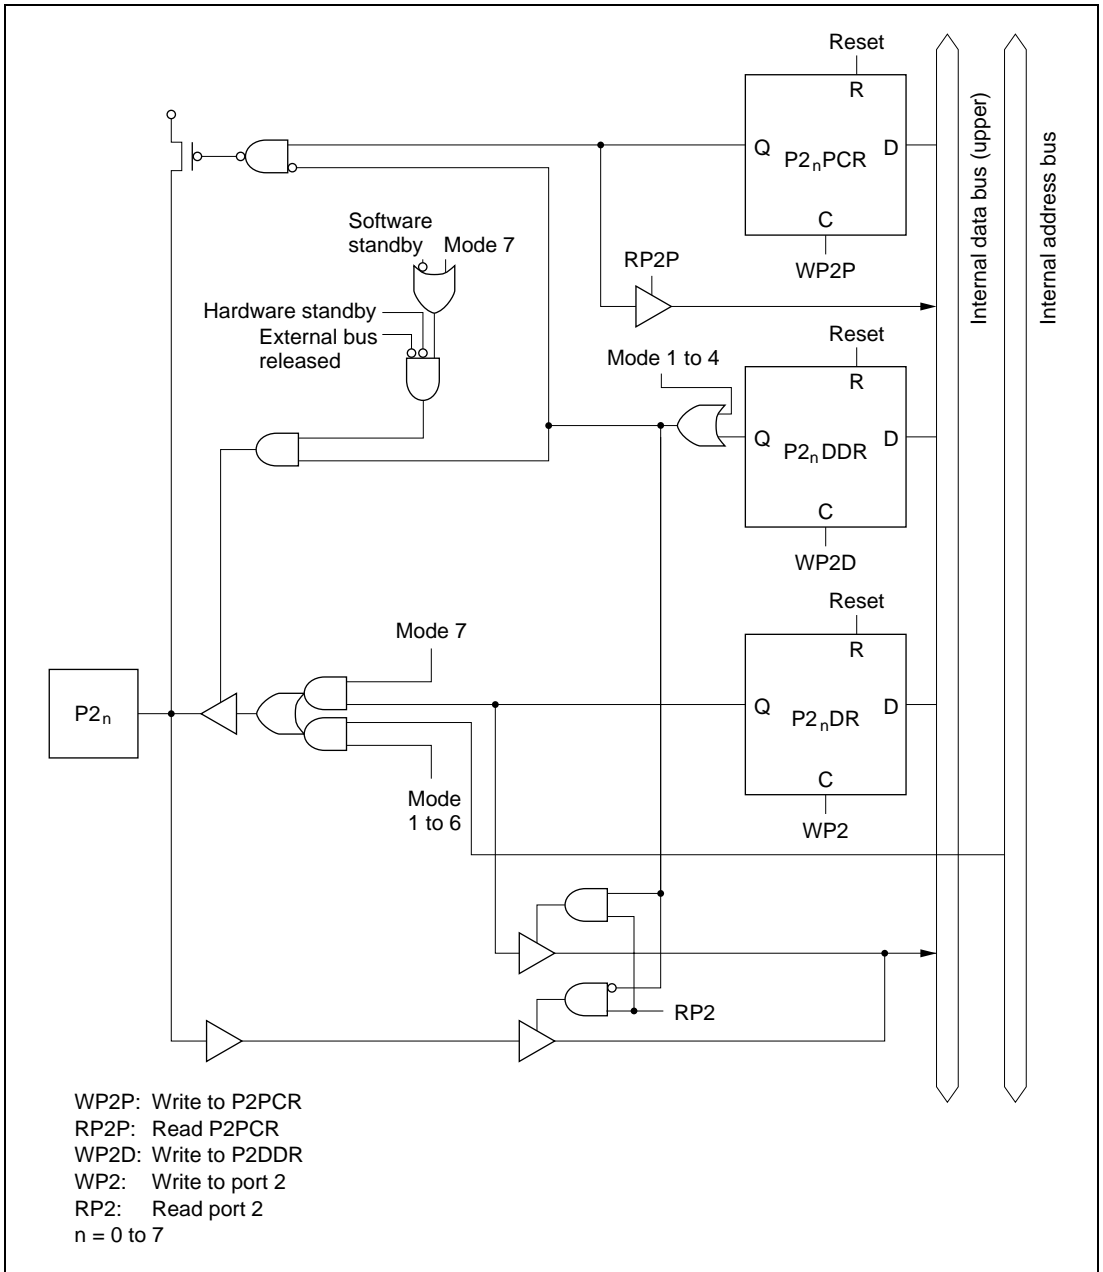 Reset
R
Q
P2nPCR
D
C
WP2P
Internal data bus (upper)
Internal address bus
Software
standby
Mode 7
RP2P
Hardware standby
External bus
released
Mode 1 to 4
Reset
R
Q
P2nDDR
D
C
WP2D
Reset
Mode 7
R
P2n
Q
P2nDR
D
C
Mode
1 to 6
WP2
RP2
WP2P: Write to P2PCR
RP2P: Read P2PCR
WP2D: Write to P2DDR
WP2: Write to port 2
RP2: Read port 2
n = 0 to 7